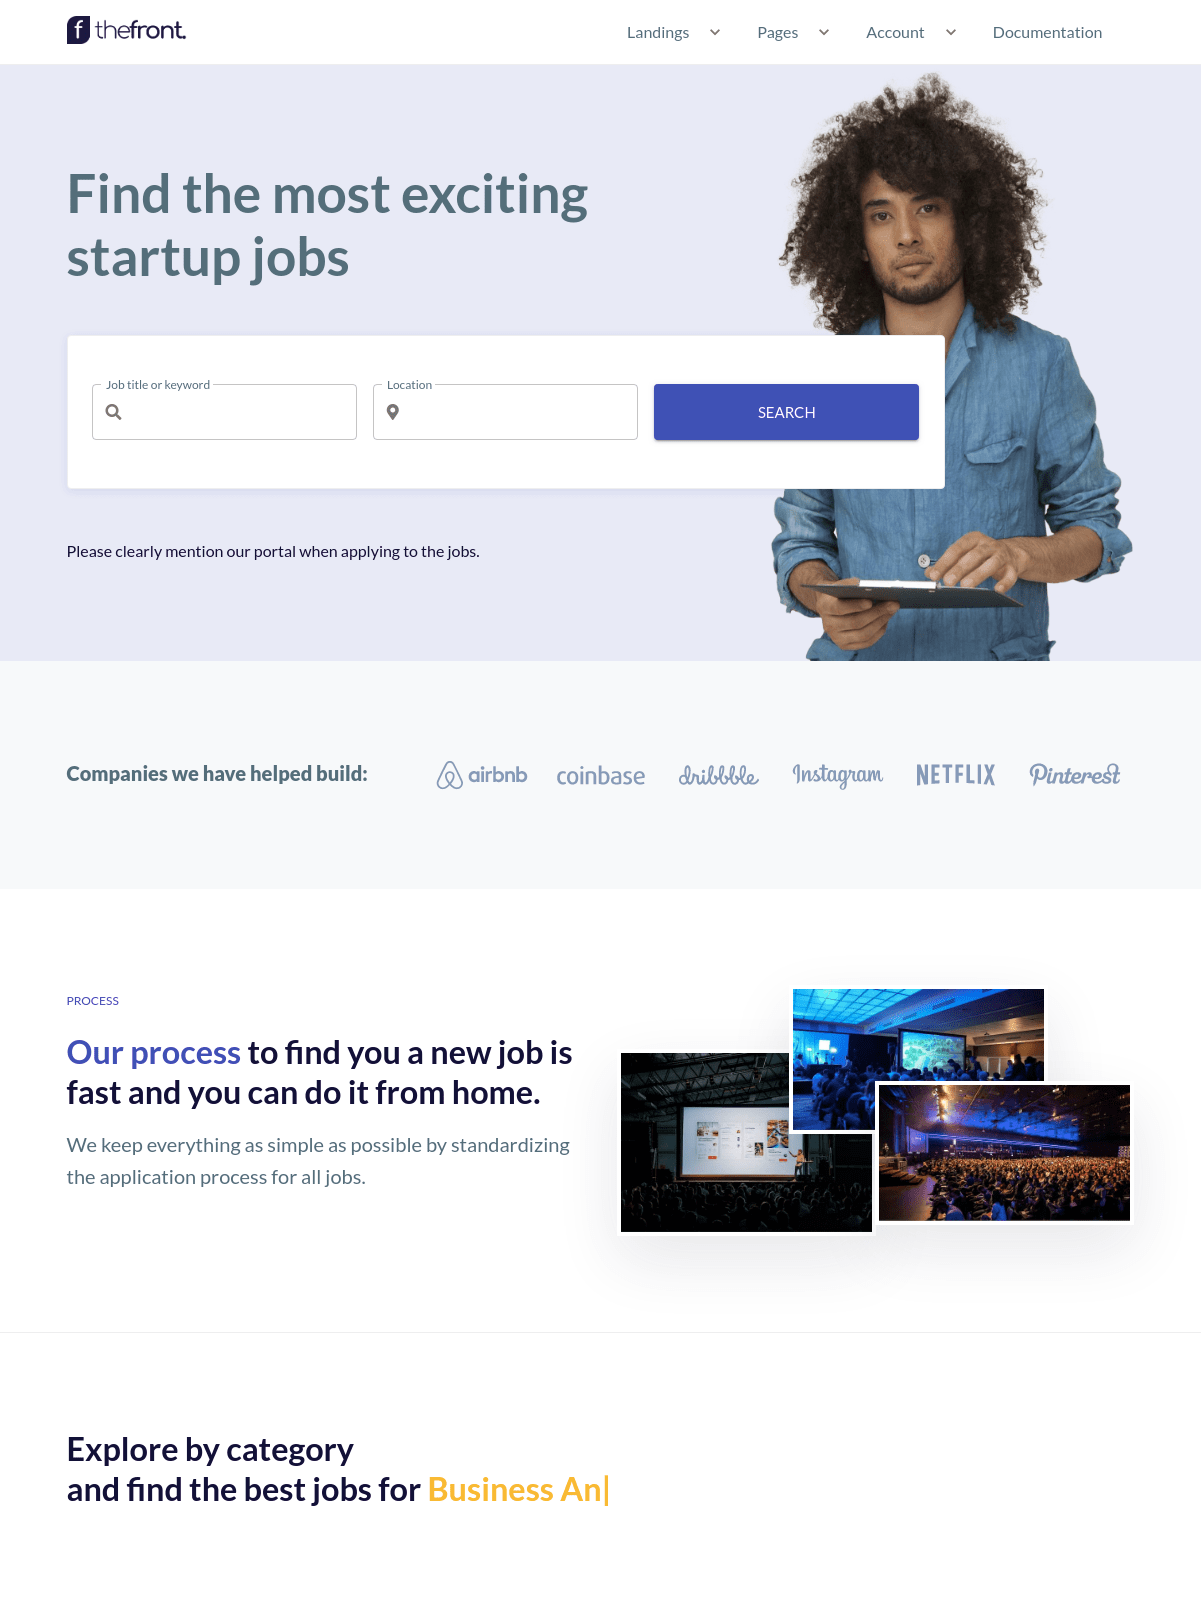 f thefront.
Landings Pages Account Documentation
Find the most exciting
startup jobs
Job title or keyword
Location
SEARCH
Please clearly mention our portal when applying to the jobs.
Companies we have helped build:
airbnb coinbase dribbble Instagram NETFLIX Pinterest
PROCESS
Our process to find you a new job is
fast and you can do it from home.
We keep everything as simple as possible by standardizing
the application process for all jobs.
Explore by category
and find the best jobs for Business An|